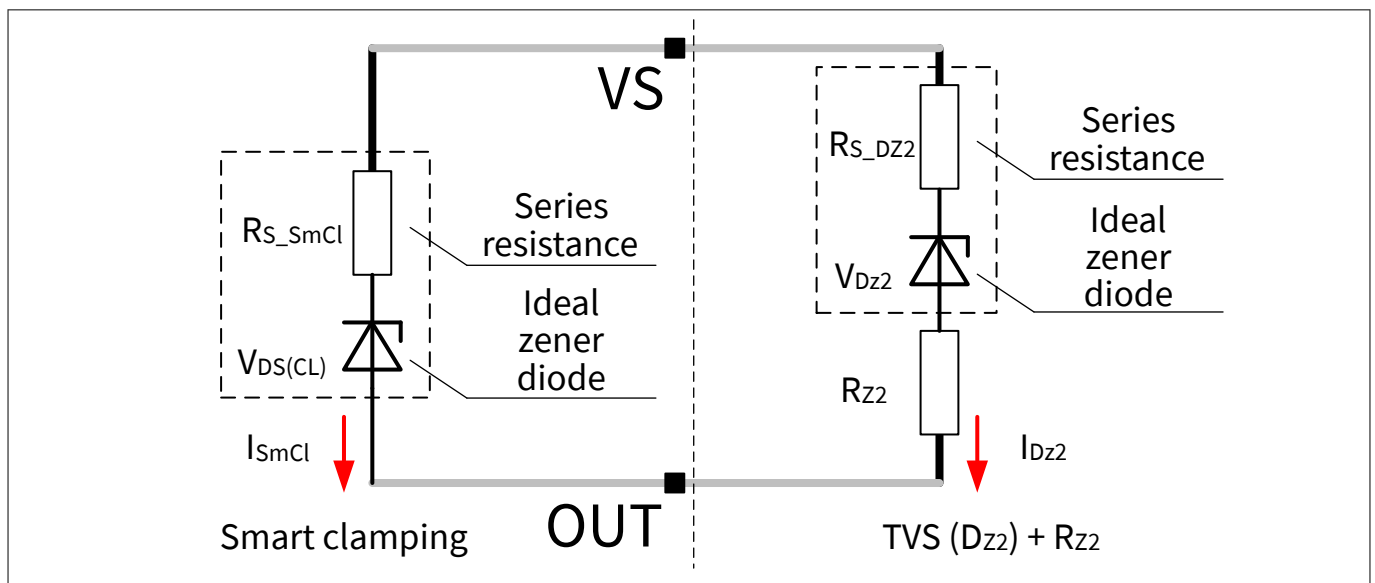 VS
RS_SmCl
Series
resistance
VDS(CL)
Ideal
zener
diode
ISmCl
OUT
Smart clamping
RS_DZ2
Series
resistance
VDz2
Ideal
zener
diode
RZ2
IDz2
TVS (DZ2) + RZ2